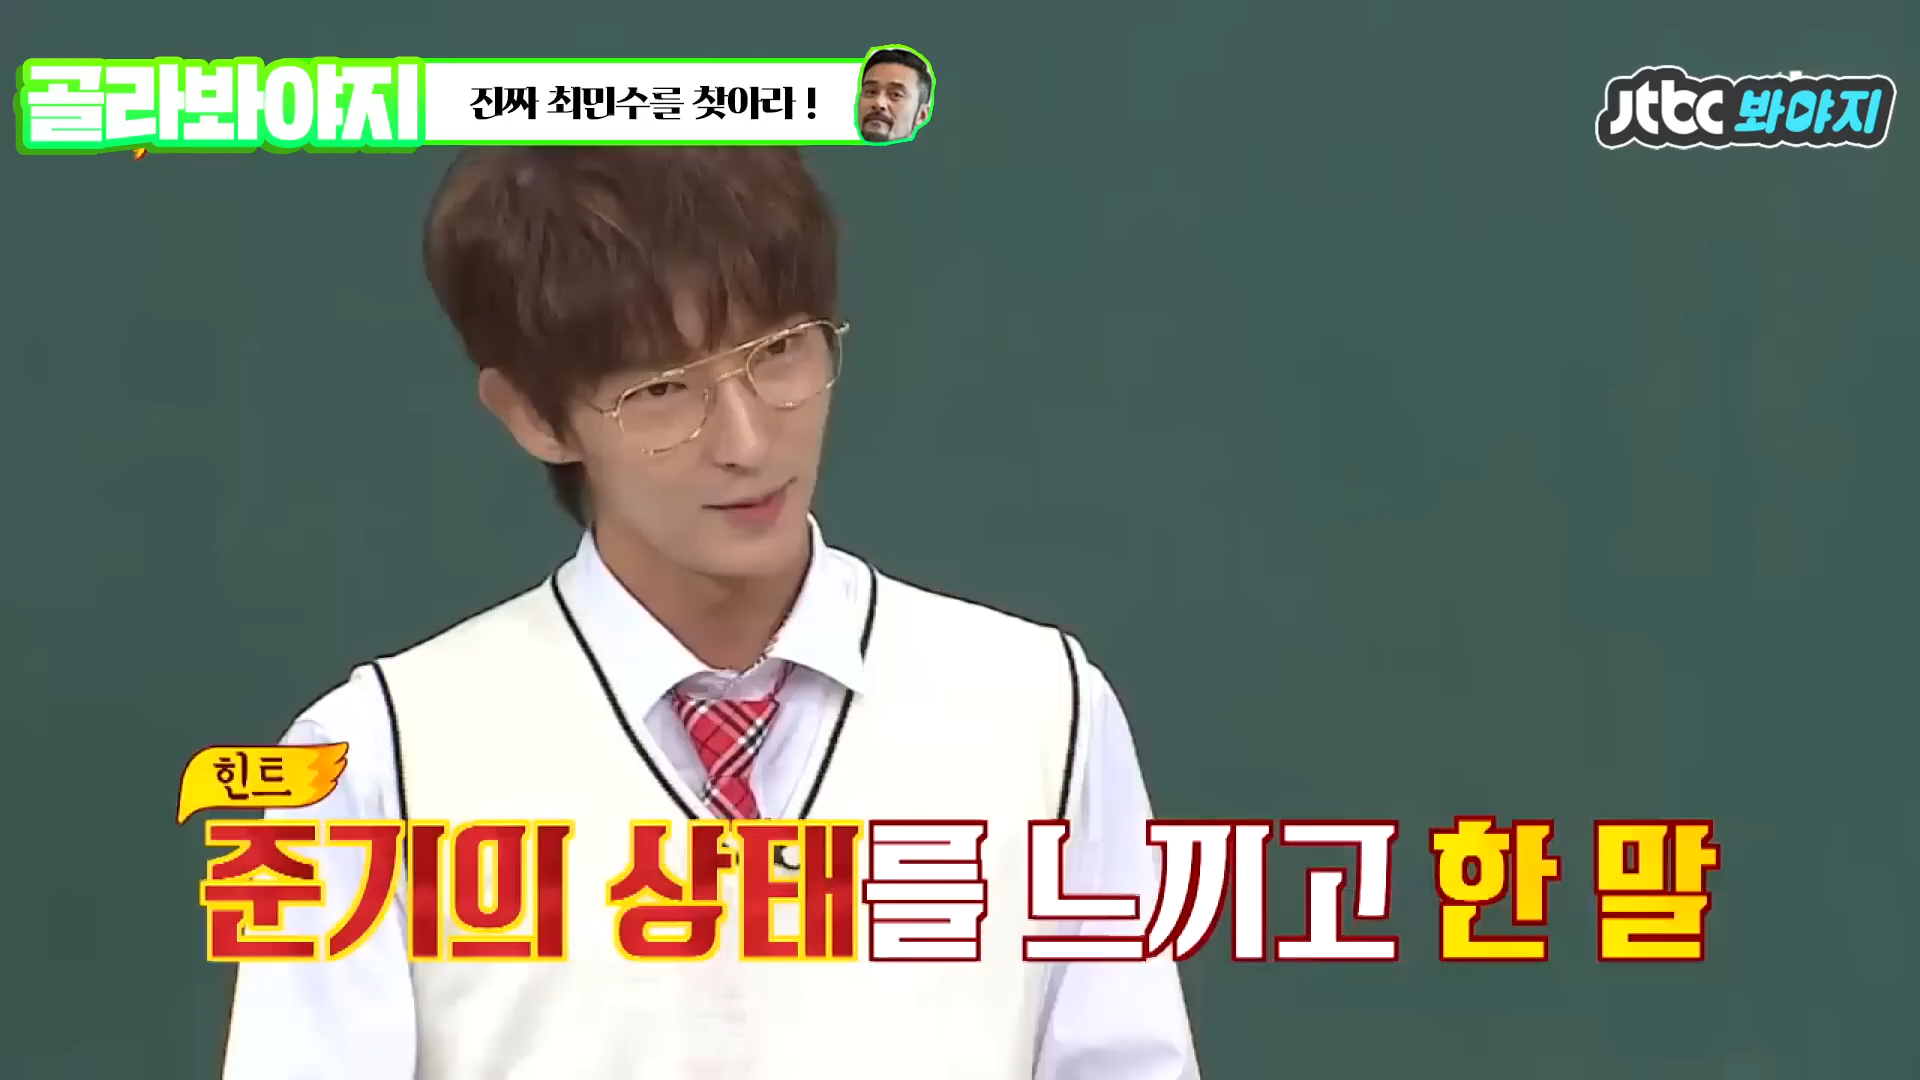 골라봐야지
진짜 최민수를 찾아라 !
jtbc 봐야지
힌트
준기의 상태를 느끼고 한 말